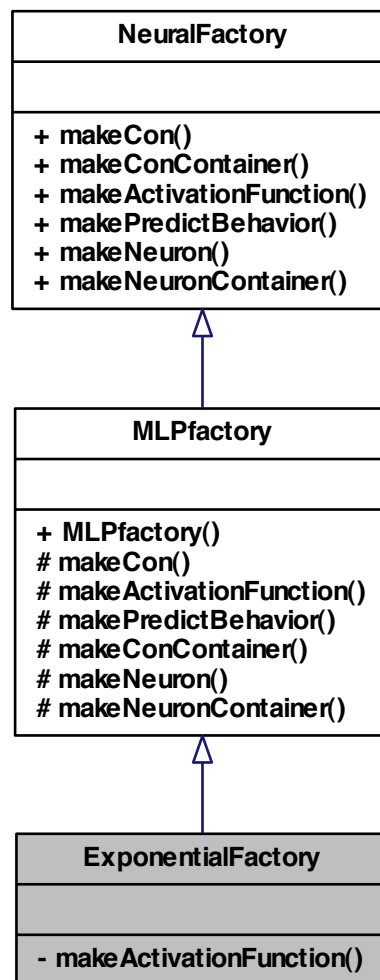 NeuralFactory
+ makeCon()
+ makeConContainer()
+ makeActivationFunction()
+ makePredictBehavior()
+ makeNeuron()
+ makeNeuronContainer()
MLPfactory
+ MLPfactory()
# makeCon()
# makeActivationFunction()
# makePredictBehavior()
# makeConContainer()
# makeNeuron()
# makeNeuronContainer()
ExponentialFactory
- makeActivationFunction()